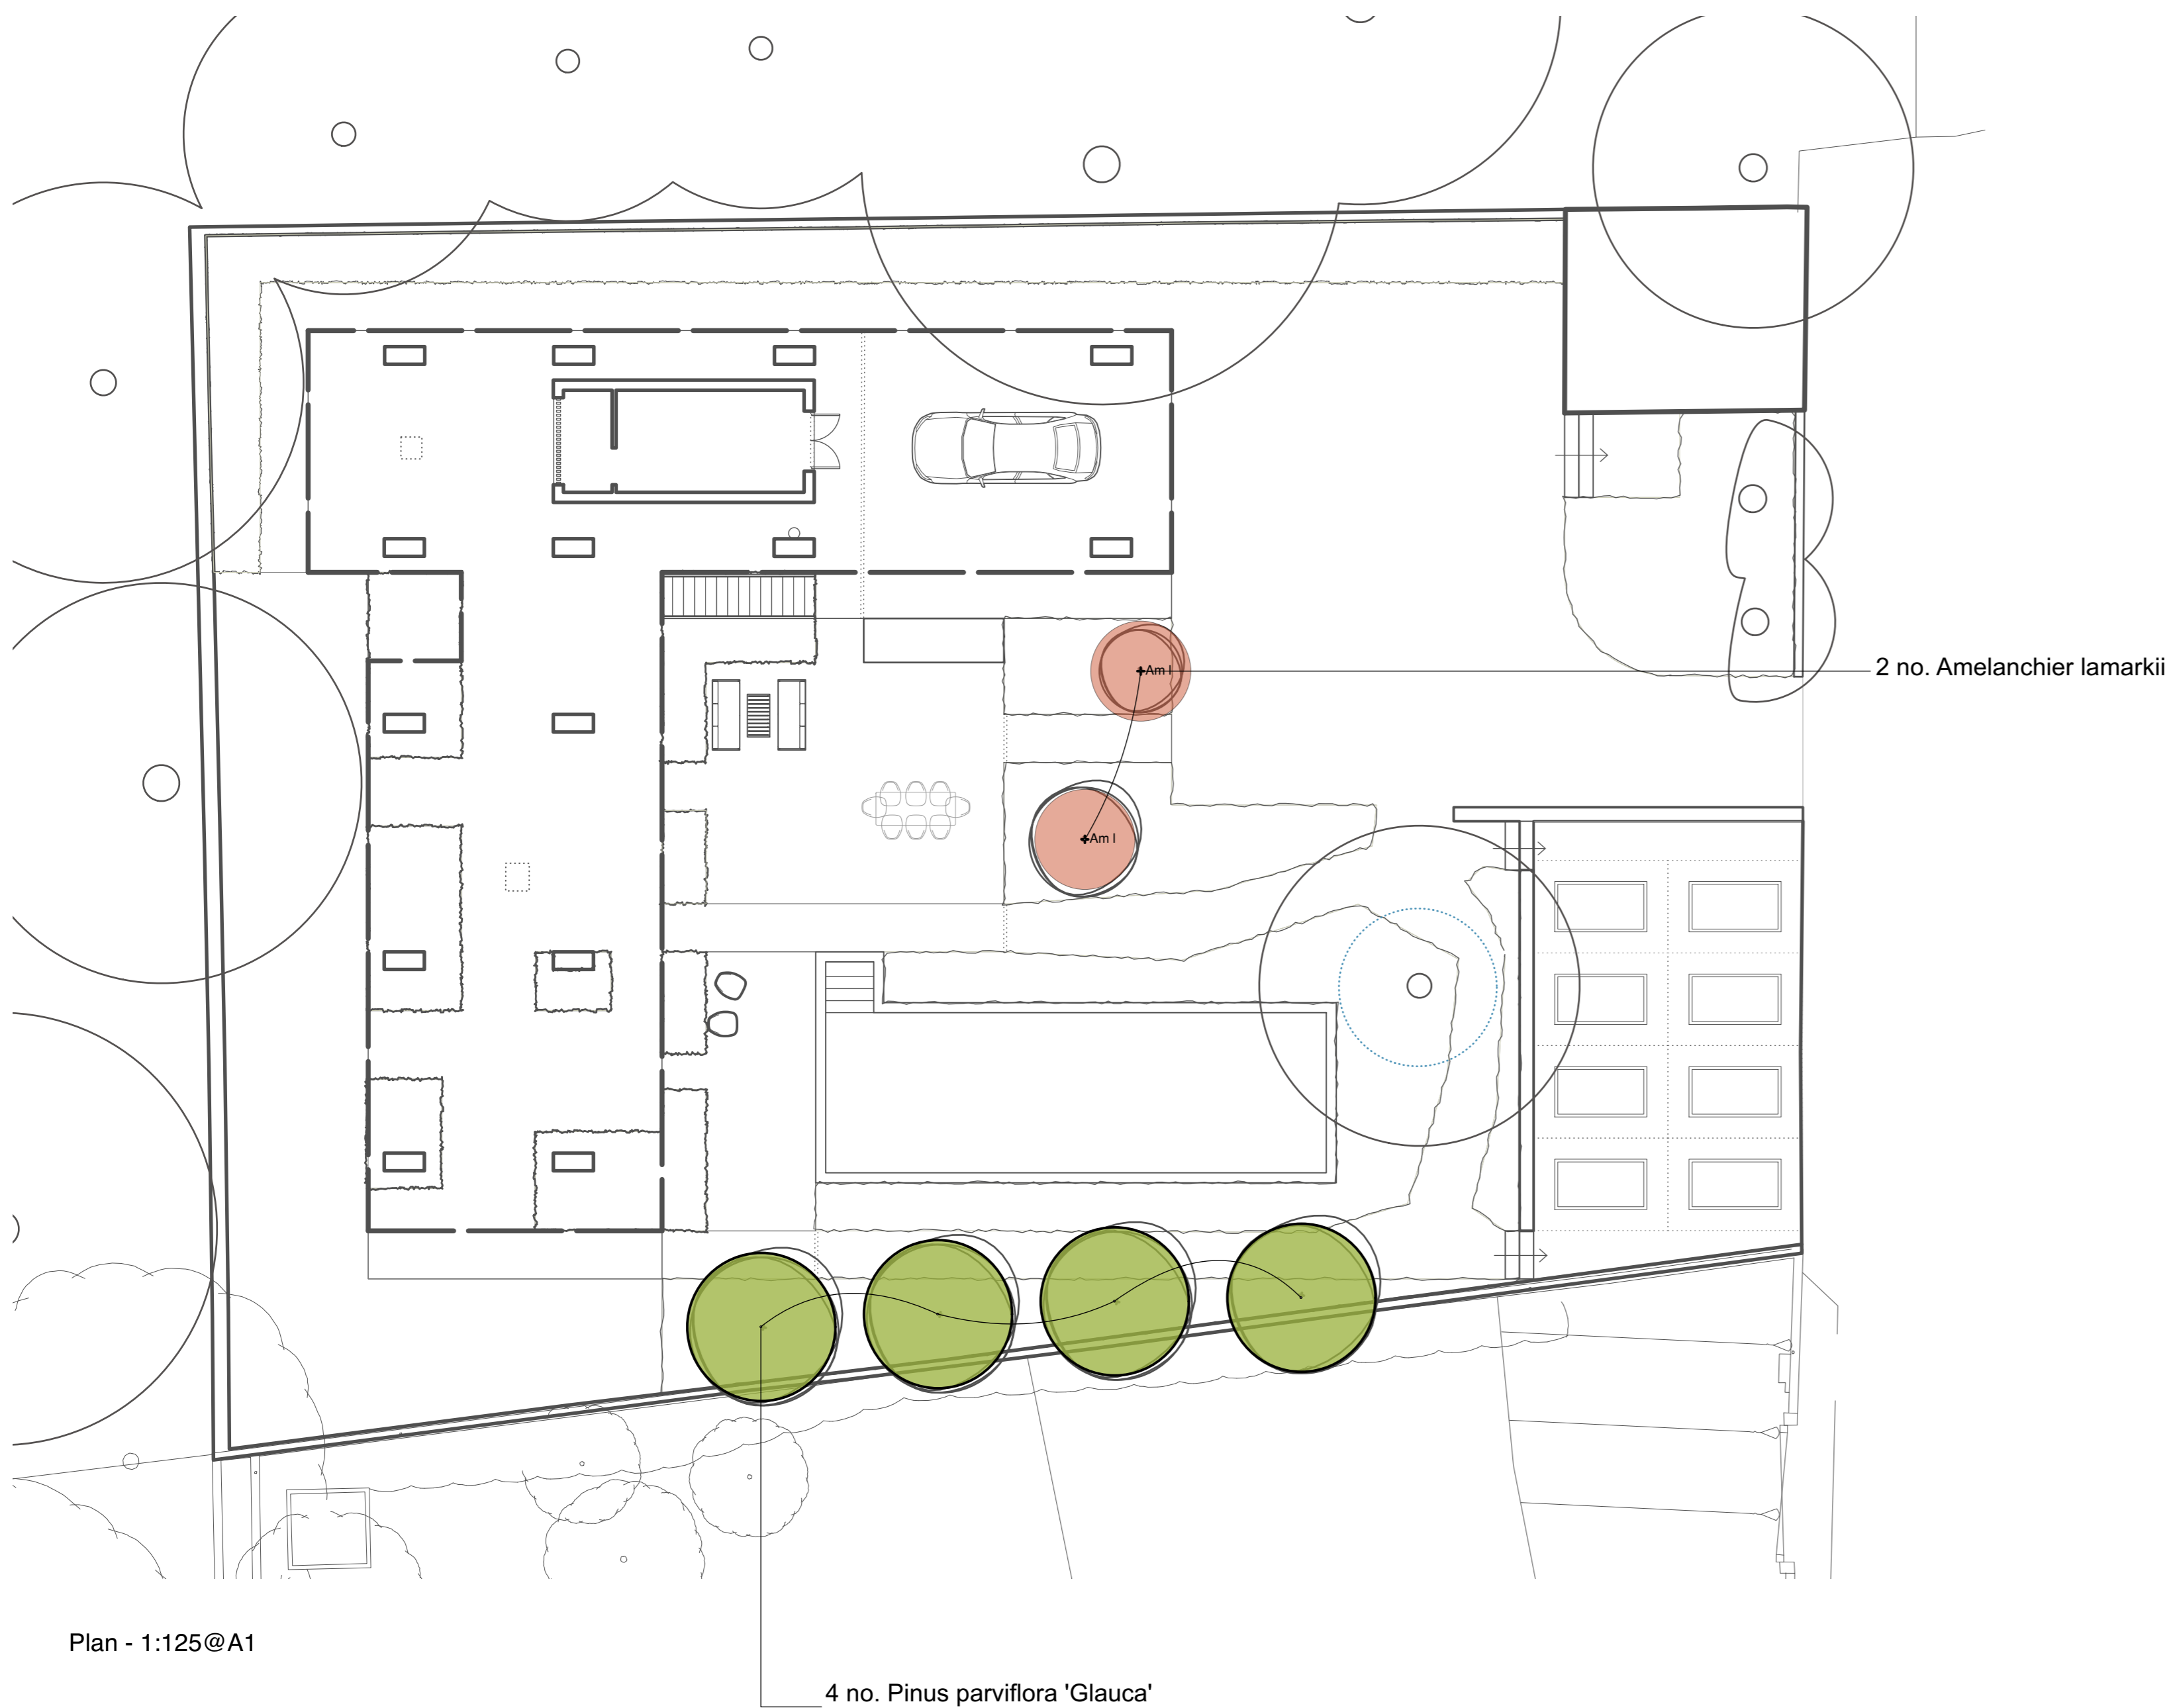 Am l
2 no. Amelanchier lamarkii
Am l
Plan - 1:125@A1
4 no. Pinus parviflora 'Glauca'